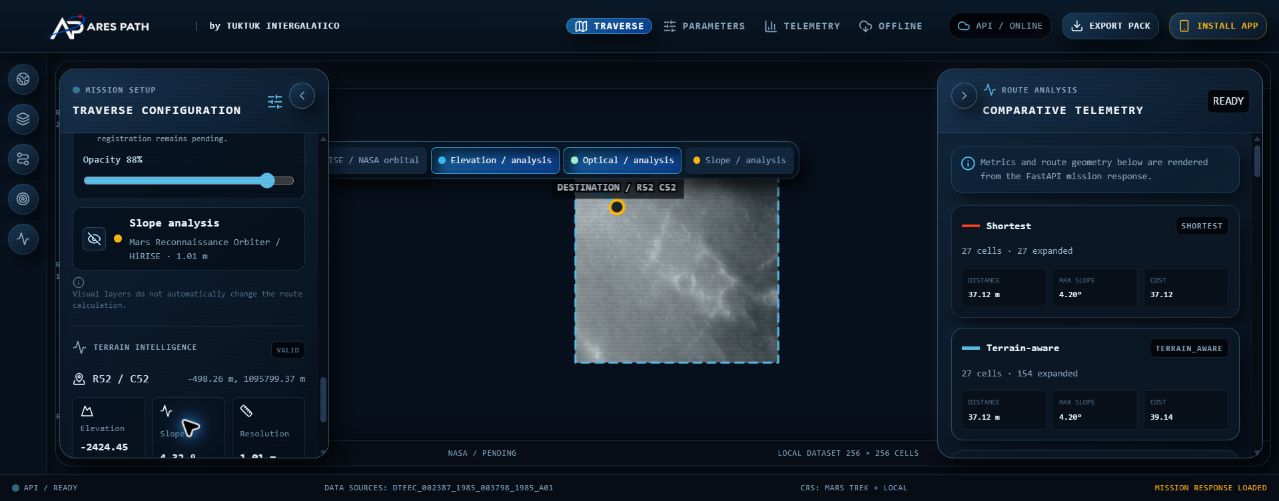 ARES PATH
by TUKTUK INTERGALATICO
TRAVERSE
PARAMETERS
TELEMETRY
OFFLINE
API / ONLINE
EXPORT PACK
INSTALL APP
MISSION SETUP
TRAVERSE CONFIGURATION
registration remains pending.
Opacity 88%
Slope analysis
Mars Reconnaissance Orbiter /
HiRISE · 1.01 m
Visual layers do not automatically change the route
calculation.
TERRAIN INTELLIGENCE
VALID
R52 / C52
-498.26 m, 1095799.37 m
Elevation
-2424.45
Slope
Resolution
1.01 m
ISE / NASA orbital
Elevation / analysis
Optical / analysis
Slope / analysis
DESTINATION / R52 C52
NASA / PENDING
LOCAL DATASET 256 × 256 CELLS
ROUTE ANALYSIS
COMPARATIVE TELEMETRY
READY
Metrics and route geometry below are rendered
from the FastAPI mission response.
Shortest
SHORTEST
27 cells · 27 expanded
DISTANCE
37.12 m
MAX SLOPE
4.20°
COST
37.12
Terrain-aware
TERRAIN_AWARE
27 cells · 154 expanded
DISTANCE
37.12 m
MAX SLOPE
4.20°
COST
39.14
API / READY
DATA SOURCES: DTEEC_002387_1985_003798_1985_A01
CRS: MARS TREK + LOCAL
MISSION RESPONSE LOADED